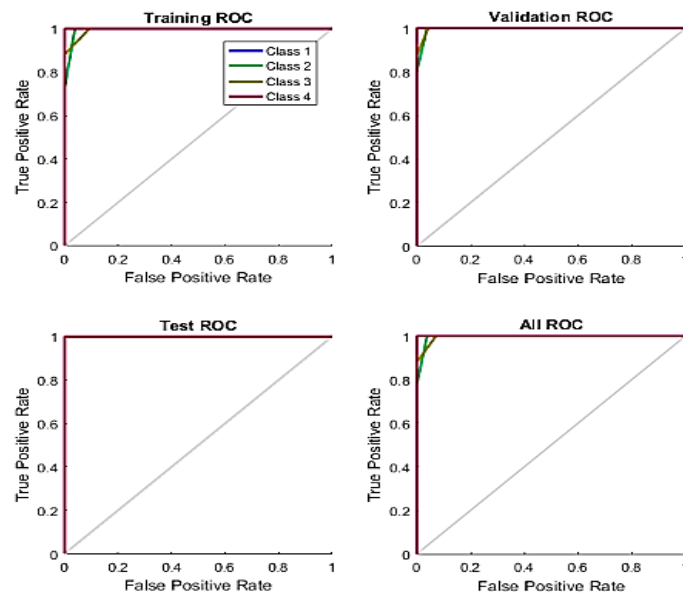 Training ROC
True Positive Rate
1
0.8
0.6
0.4
0.2
0
Class 1
Class 2
Class 3
Class 4
0 0.2 0.4 0.6 0.8 1
False Positive Rate
Validation ROC
True Positive Rate
1
0.8
0.6
0.4
0.2
0
0 0.2 0.4 0.6 0.8 1
False Positive Rate
Test ROC
True Positive Rate
1
0.8
0.6
0.4
0.2
0
0 0.2 0.4 0.6 0.8 1
False Positive Rate
All ROC
True Positive Rate
1
0.8
0.6
0.4
0.2
0
0 0.2 0.4 0.6 0.8 1
False Positive Rate